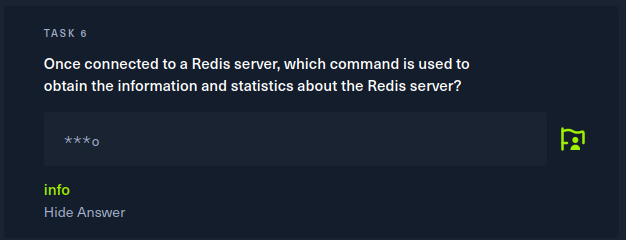 TASK 6
Once connected to a Redis server, which command is used to
obtain the information and statistics about the Redis server?
***o
info
Hide Answer